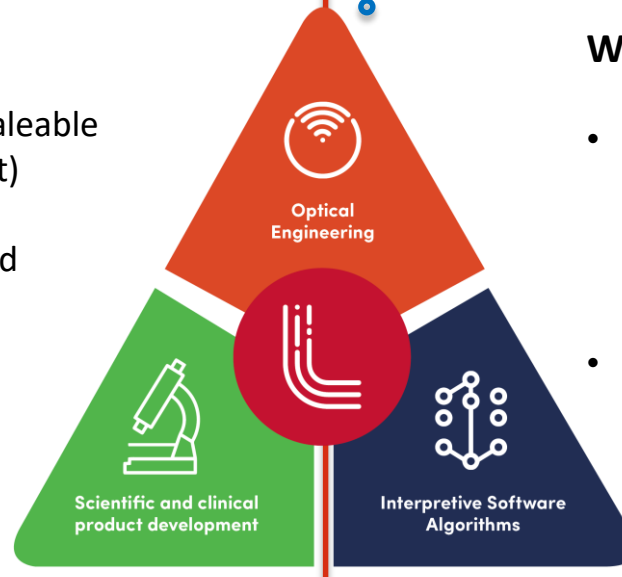 aleable
t)
d
W
•
•
Optical
Engineering
Scientific and clinical
product development
Interpretive Software
Algorithms